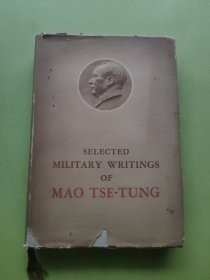 SELECTED
MILITARY WRITINGS
OF
MAO TSE-TUNG